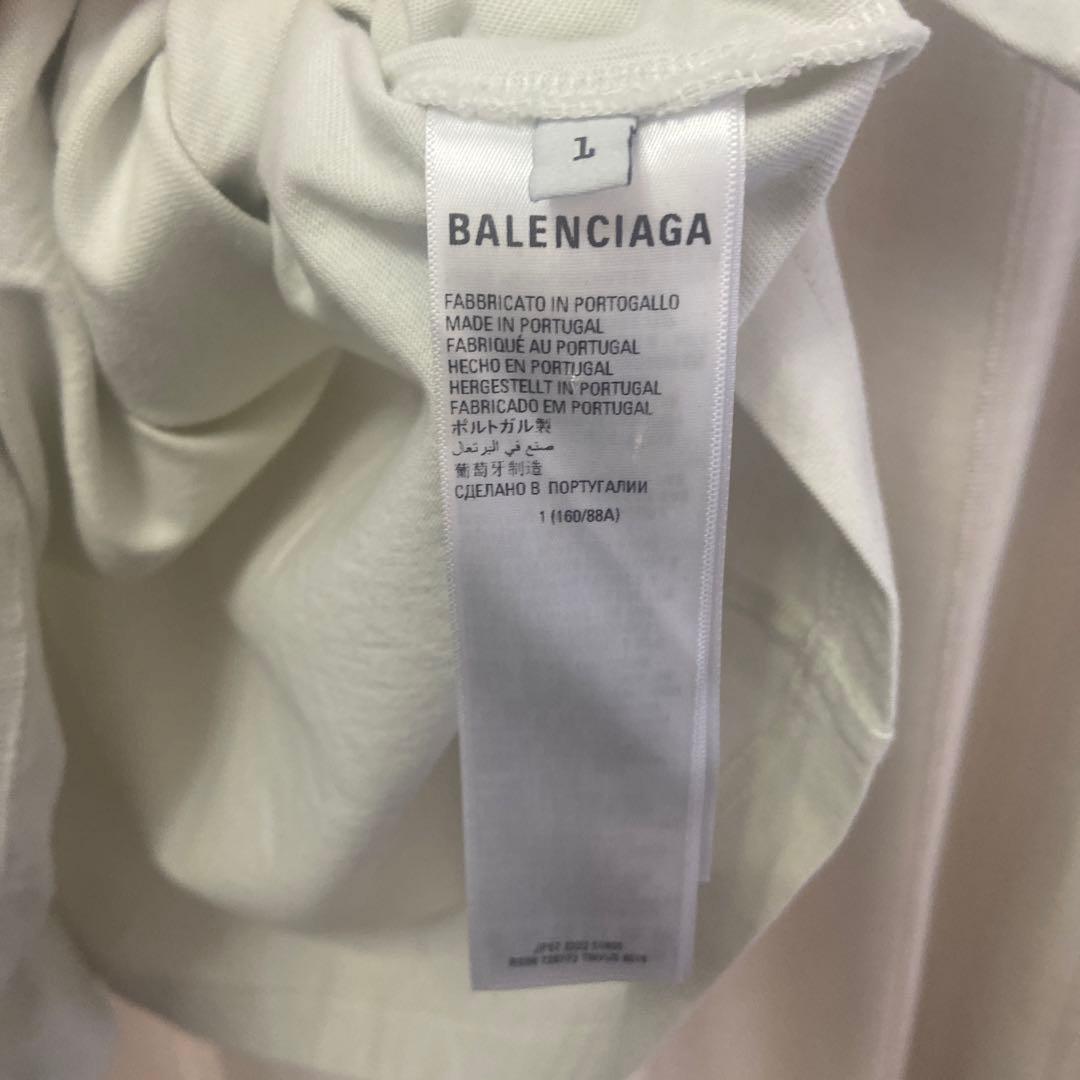 1
BALENCIAGA
FABBRICATO IN PORTOGALLO
MADE IN PORTUGAL
FABRIQUÉ AU PORTUGAL
HECHO EN PORTUGAL
HERGESTELLT IN PORTUGAL
FABRICADO EM PORTUGAL
ポルトガル製
صنع في البرتغال
葡萄牙制造
СДЕЛАНО В ПОРТУГАЛИИ
1 (160/88A)